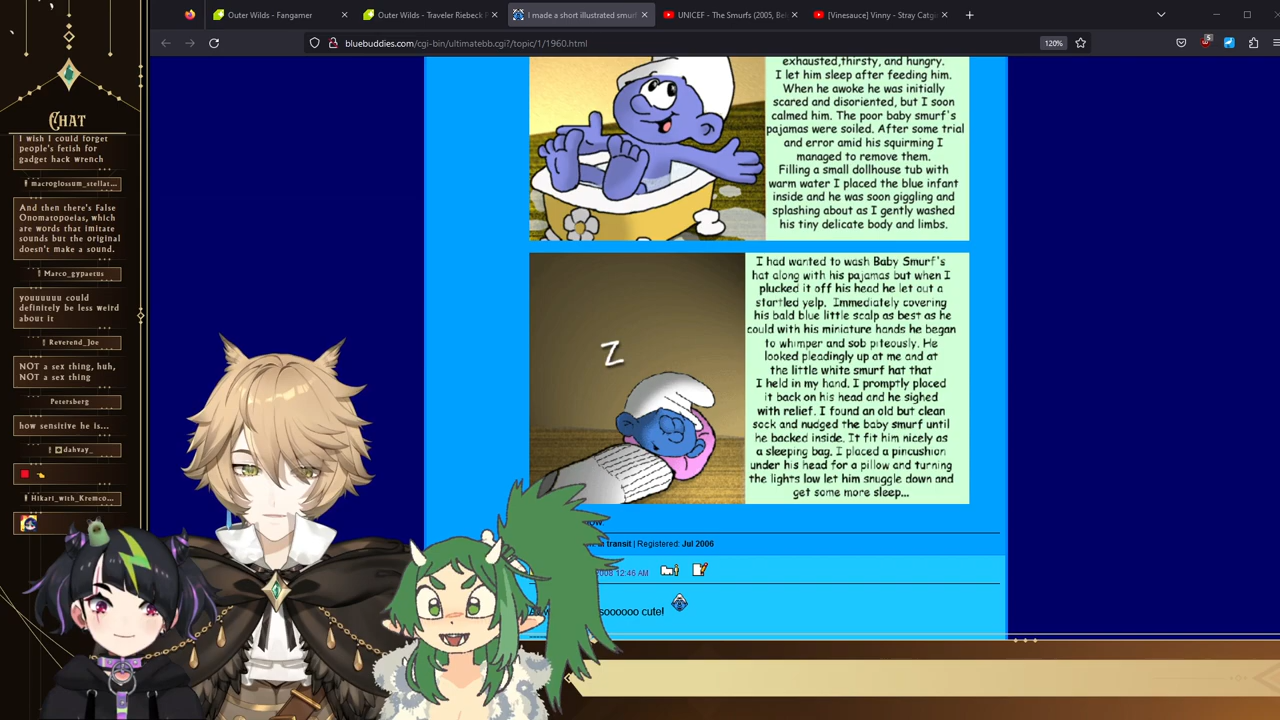 Outer Wilds - Fangamer
Outer Wilds - Traveler Riebeck P
I made a short illustrated smurf
UNICEF - The Smurfs (2005, Bel
[Vinesauce] Vinny - Stray Catgi
bluebuddies.com/cgi-bin/ultimatebb.cgi?/topic/1/1960.html
120%
5
Chat
I wish I could forget
people's fetish for
gadget hack wrench
macroglossum_stellat...
And then there's False
Onomatopoeias, which
are words that imitate
sounds but the original
doesn't make a sound.
Marco_gypaetus
youuuuuu could
definitely be less weird
about it
Reverend_Joe
NOT a sex thing, huh,
NOT a sex thing
Petersberg
how sensitive he is...
dahvay_
Hikari_with_Kremco...
exhausted,thirsty, and hungry.
I let him sleep after feeding him.
When he awoke he was initially
scared and disoriented, but I soon
calmed him. The poor baby smurf's
pajamas were soiled. After some trial
and error amid his squirming I
managed to remove them.
Filling a small dollhouse tub with
warm water I placed the blue infant
inside and he was soon giggling and
splashing about as I gently washed
his tiny delicate body and limbs.
Z
I had wanted to wash Baby Smurf's
hat along with his pajamas but when I
plucked it off his head he let out a
startled yelp. Immediately covering
his bald blue little scalp as best as he
could with his miniature hands he began
to whimper and sob piteously. He
looked pleadingly up at me and at
the little white smurf hat that
I held in my hand. I promptly placed
it back on his head and he sighed
with relief. I found an old but clean
sock and nudged the baby smurf until
he backed inside. It fit him nicely as
a sleeping bag. I placed a pincushion
under his head for a pillow and turning
the lights low let him snuggle down and
get some more sleep...
transit | Registered: Jul 2006
008 12:46 AM
soooooo cute!